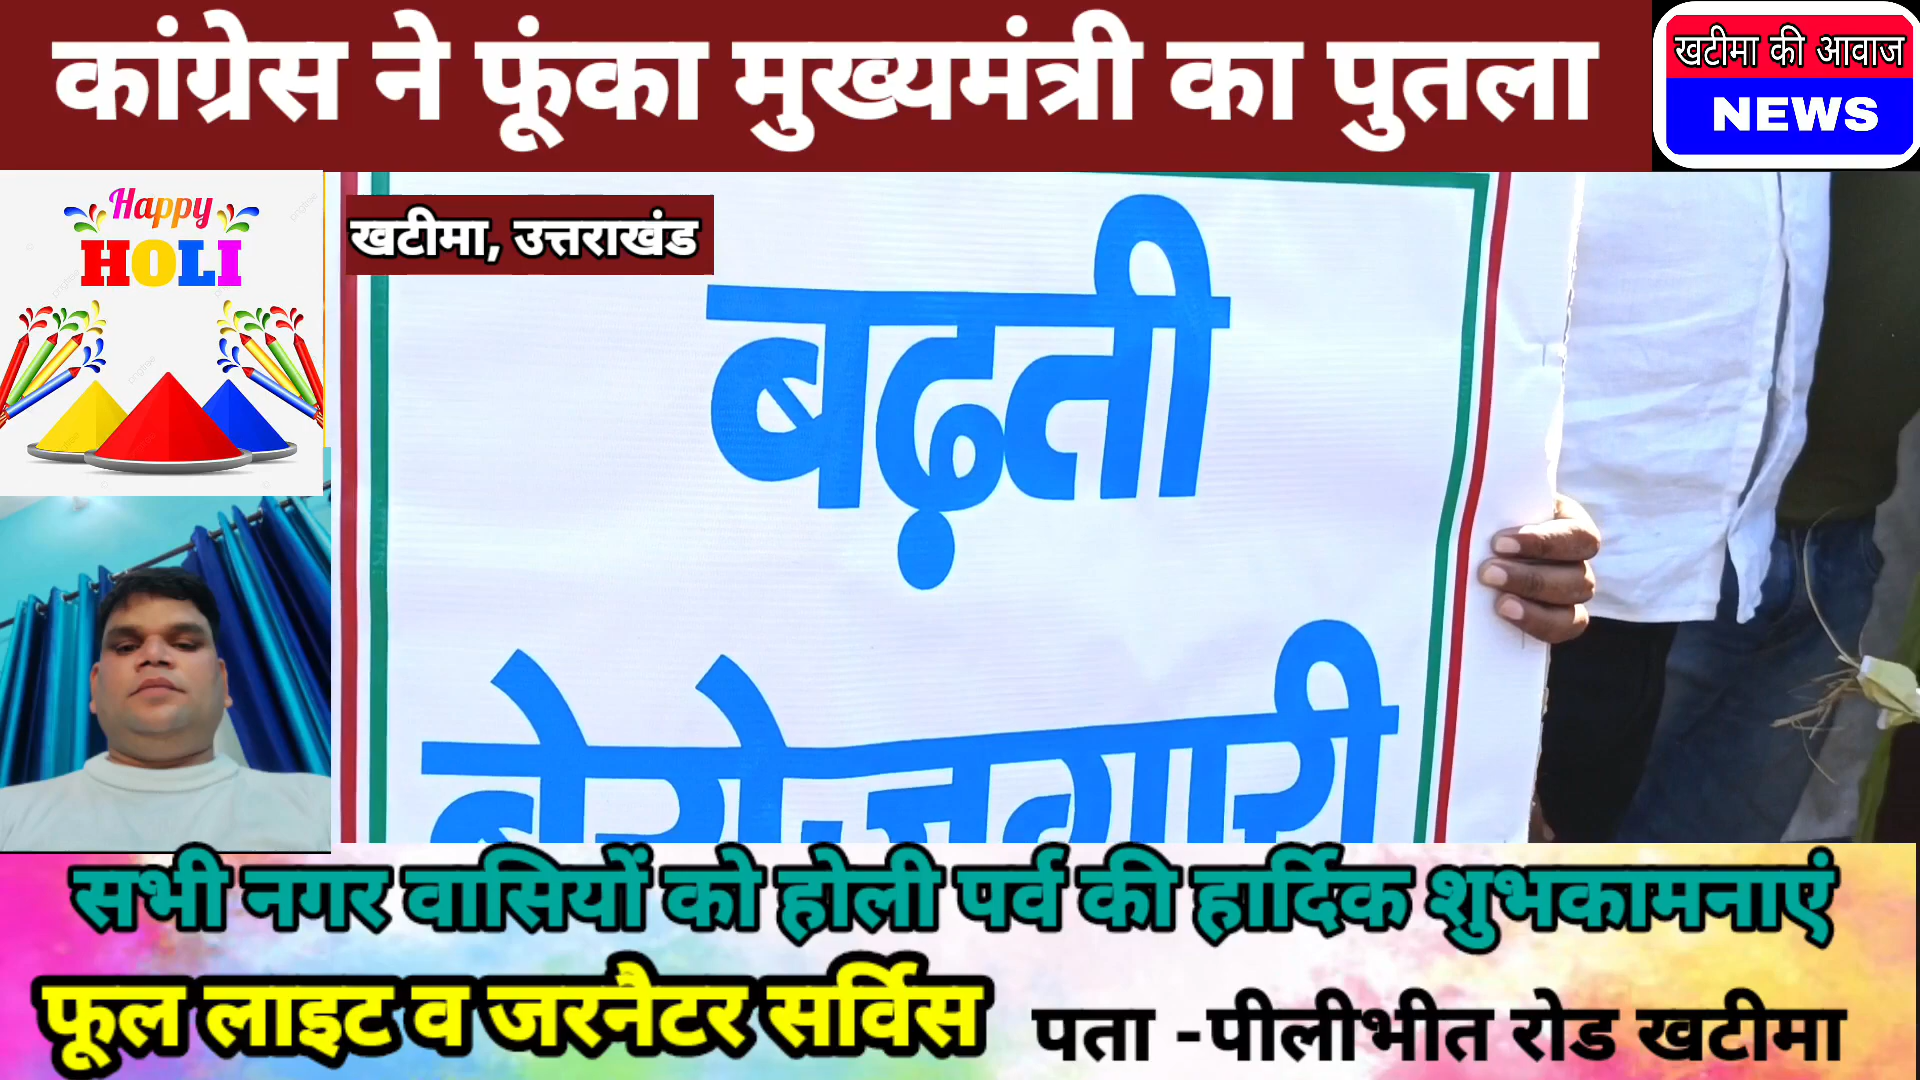 कांग्रेस ने फूंका मुख्यमंत्री का पुतला
खटीमा की आवाज
NEWS
Happy
HOLI
खटीमा, उत्तराखंड
बढ़ती
बेरोजगारी
सभी नगर वासियों को होली पर्व की हार्दिक शुभकामनाएं
फूल लाइट व जरनैटर सर्विस
पता -पीलीभीत रोड खटीमा